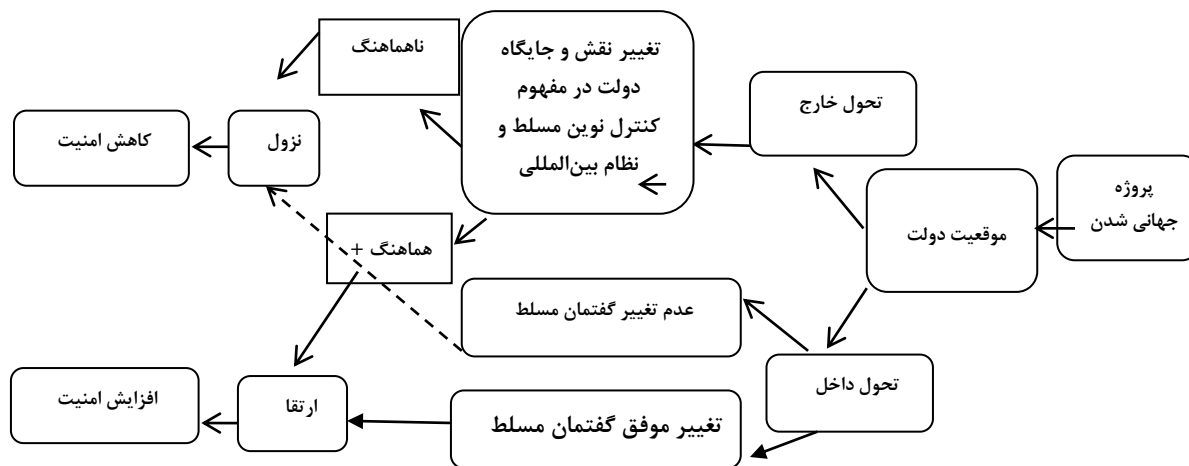 پروژه
جهانی شدن
موقعیت دولت
تحول خارج
تحول داخل
تغییر نقش و جایگاه
دولت در مفهوم
کنترل نوین مسلط و
نظام بین‌المللی
عدم تغییر گفتمان مسلط
تغییر موفق گفتمان مسلط
ناهماهنگ
هماهنگ +
نزول
ارتقا
کاهش امنیت
افزایش امنیت